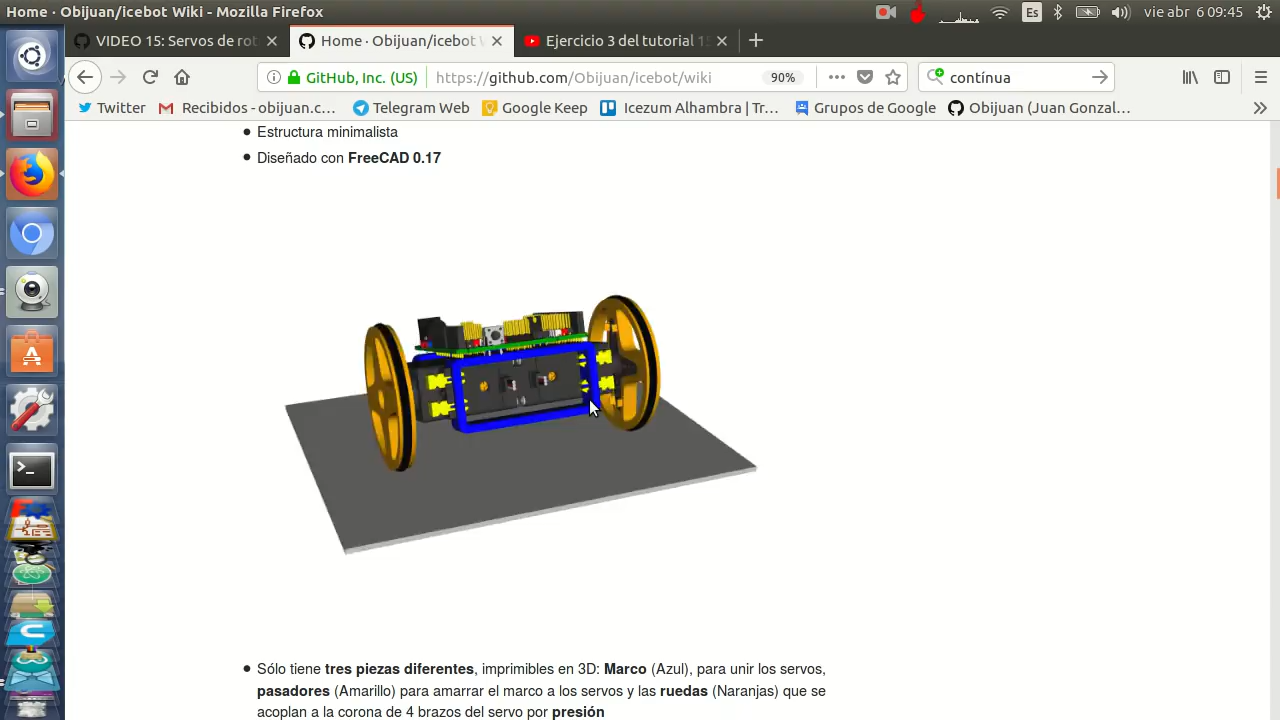 Home · Obijuan/icebot Wiki - Mozilla Firefox
Es
vie abr 6 09:45
VIDEO 15: Servos de rot
Home · Obijuan/icebot W
Ejercicio 3 del tutorial 15
GitHub, Inc. (US)
https://github.com/Obijuan/icebot/wiki
90%
contínua
Twitter
Recibidos - obijuan.c...
Telegram Web
Google Keep
Icezum Alhambra | Tr...
Grupos de Google
Obijuan (Juan Gonzal...
Estructura minimalista
Diseñado con FreeCAD 0.17
Sólo tiene tres piezas diferentes, imprimibles en 3D: Marco (Azul), para unir los servos,
pasadores (Amarillo) para amarra el marco a los servos y las ruedas (Naranjas) que se
acoplan a la corona de 4 brazos del servo por presión